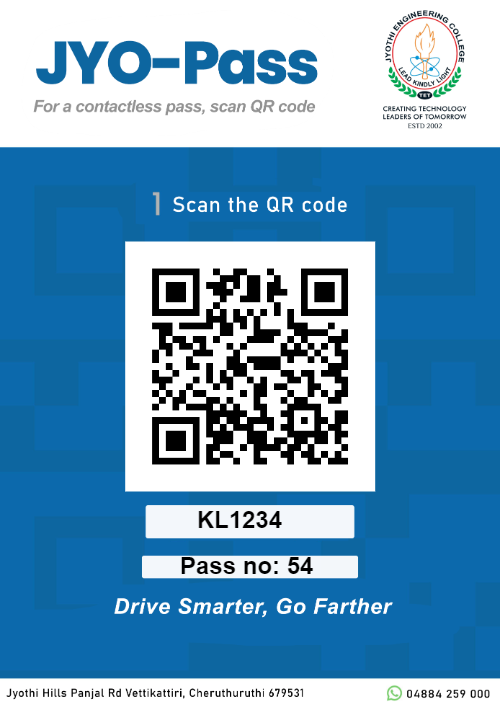 JYO-Pass
For a contactless pass, scan QR code
JYOTHI ENGINEERING COLLEGE
LEAD KINDLY LIGHT
CREATING TECHNOLOGY
LEADERS OF TOMORROW
ESTD 2002
1 Scan the QR code
KL1234
Pass no: 54
Drive Smarter, Go Farther
Jyothi Hills Panjal Rd Vettikattiri, Cheruthuruthi 679531
04884 259 000